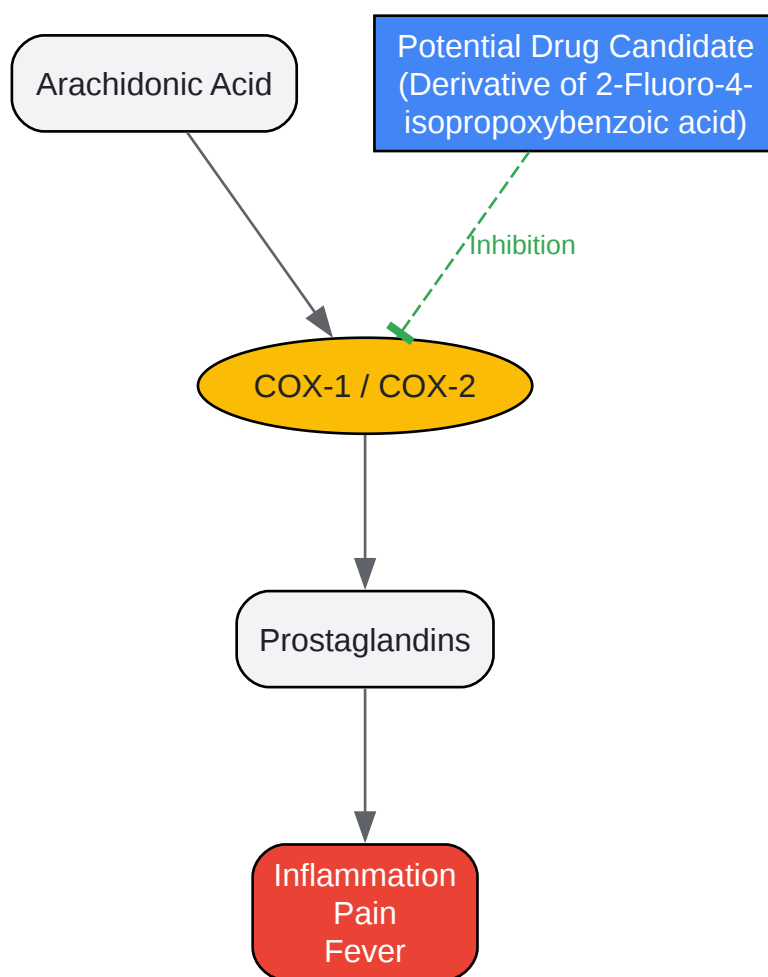 Arachidonic Acid
Potential Drug Candidate
(Derivative of 2-Fluoro-4-
isopropoxybenzoic acid)
Inhibition
COX-1 / COX-2
Prostaglandins
Inflammation
Pain
Fever